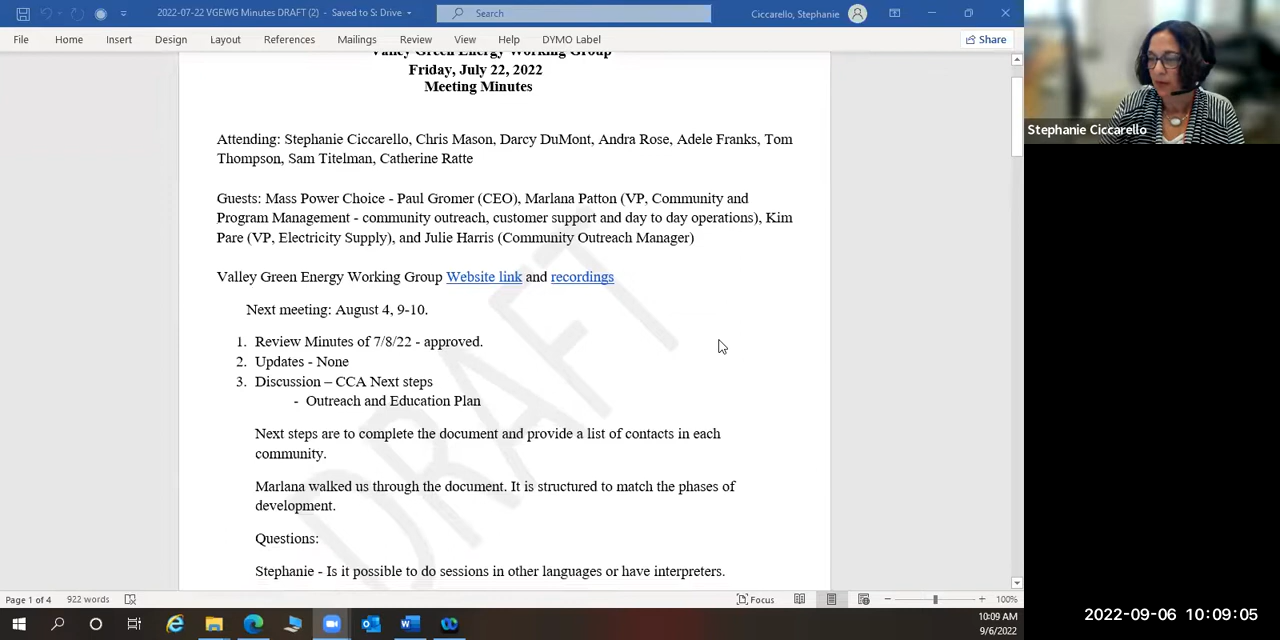 2022-07-22 VGEWG Minutes DRAFT (2) - Saved to S: Drive
Search
Ciccarello, Stephanie
File Home Insert Design Layout References Mailings Review View Help DYMO Label
Share
Valley Green Energy Working Group
Friday, July 22, 2022
Meeting Minutes
Attending: Stephanie Ciccarello, Chris Mason, Darcy DuMont, Andra Rose, Adele Franks, Tom
Thompson, Sam Titelman, Catherine Ratte
Guests: Mass Power Choice - Paul Gromer (CEO), Marlana Patton (VP, Community and
Program Management - community outreach, customer support and day to day operations), Kim
Pare (VP, Electricity Supply), and Julie Harris (Community Outreach Manager)
Valley Green Energy Working Group Website link and recordings
Next meeting: August 4, 9-10.
1. Review Minutes of 7/8/22 - approved.
2. Updates - None
3. Discussion – CCA Next steps
- Outreach and Education Plan
Next steps are to complete the document and provide a list of contacts in each
community.
Marlana walked us through the document. It is structured to match the phases of
development.
Questions:
Stephanie - Is it possible to do sessions in other languages or have interpreters.
DRAFT
Page 1 of 4 922 words
Focus
100%
10:09 AM
9/6/2022
Stephanie Ciccarello
2022-09-06 10:09:05